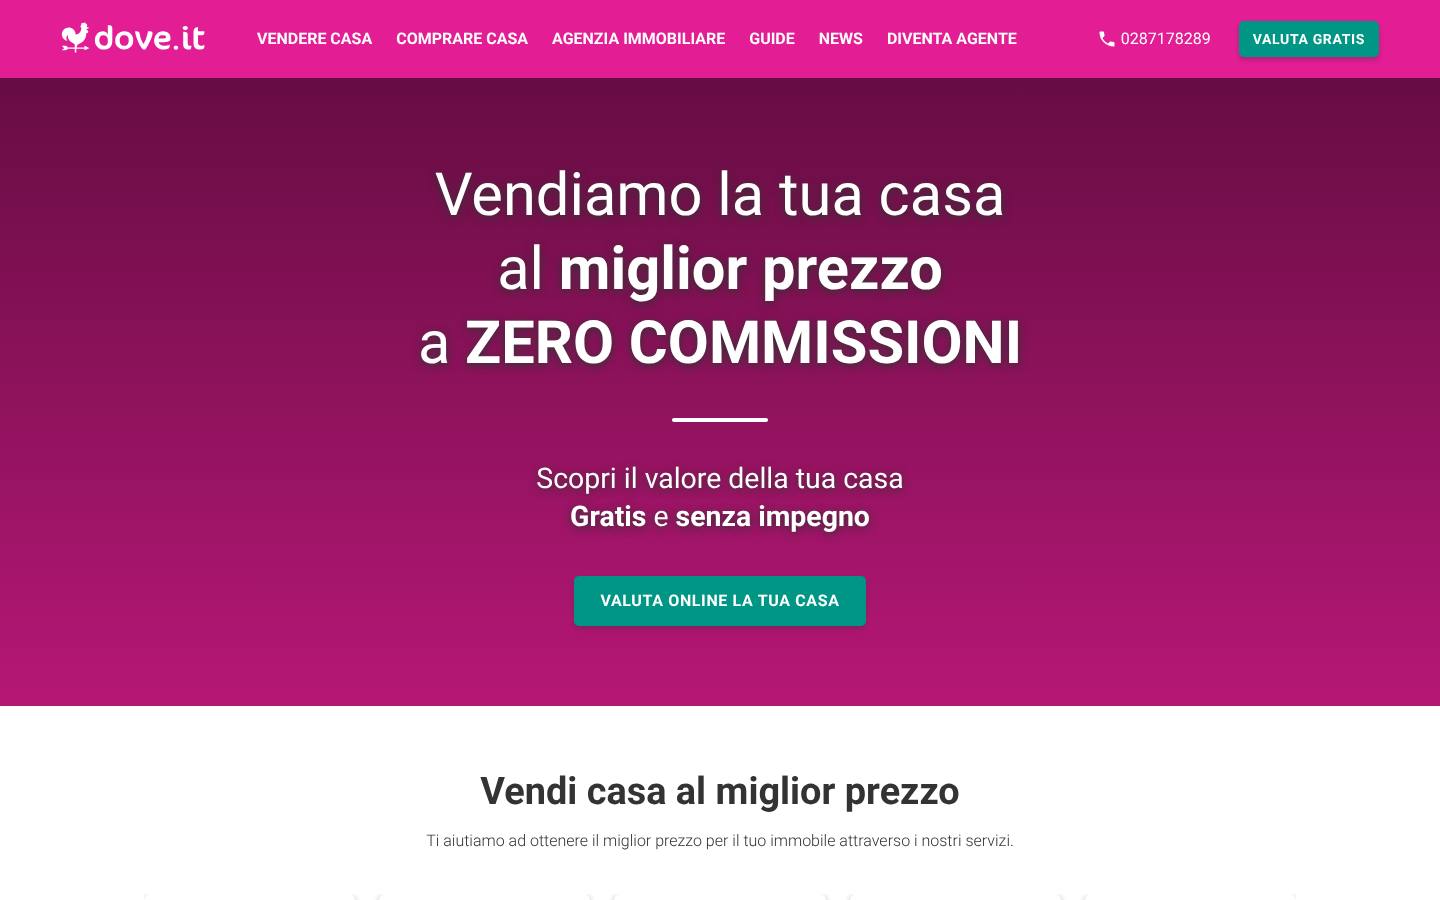 dove.it
VENDERE CASA
COMPRARE CASA
AGENZIA IMMOBILIARE
GUIDE
NEWS
DIVENTA AGENTE
0287178289
VALUTA GRATIS
Vendiamo la tua casa
al miglior prezzo
a ZERO COMMISSIONI
Scopri il valore della tua casa
Gratis e senza impegno
VALUTA ONLINE LA TUA CASA
Vendi casa al miglior prezzo
Ti aiutiamo ad ottenere il miglior prezzo per il tuo immobile attraverso i nostri servizi.